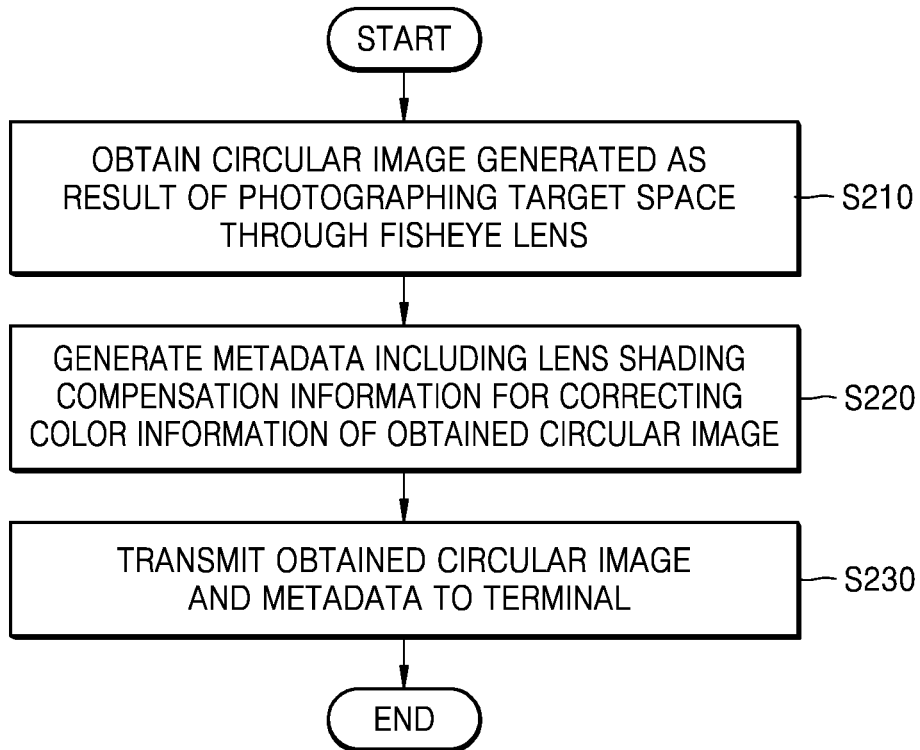 START
OBTAIN CIRCULAR IMAGE GENERATED AS
RESULT OF PHOTOGRAPHING TARGET SPACE
THROUGH FISHEYE LENS
S210
GENERATE METADATA INCLUDING LENS SHADING
COMPENSATION INFORMATION FOR CORRECTING
COLOR INFORMATION OF OBTAINED CIRCULAR IMAGE
S220
TRANSMIT OBTAINED CIRCULAR IMAGE
AND METADATA TO TERMINAL
S230
END